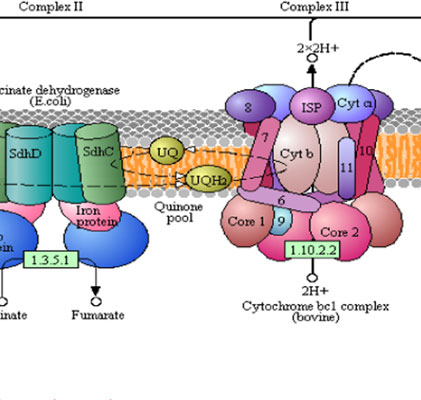 Complex II
Complex III
2×2H+
cinate dehydrogenase
(E.coli)
8
ISP
Cyt α
7
10
SdhD
SdhC
UQ
Cyt b
11
UQH2
6
Quinone
pool
Iron
protein
ein
Core 1
9
Core 2
1.3.5.1
1.10.2.2
inate
Fumarate
2H+
Cytochrome bc1 complex
(bovine)